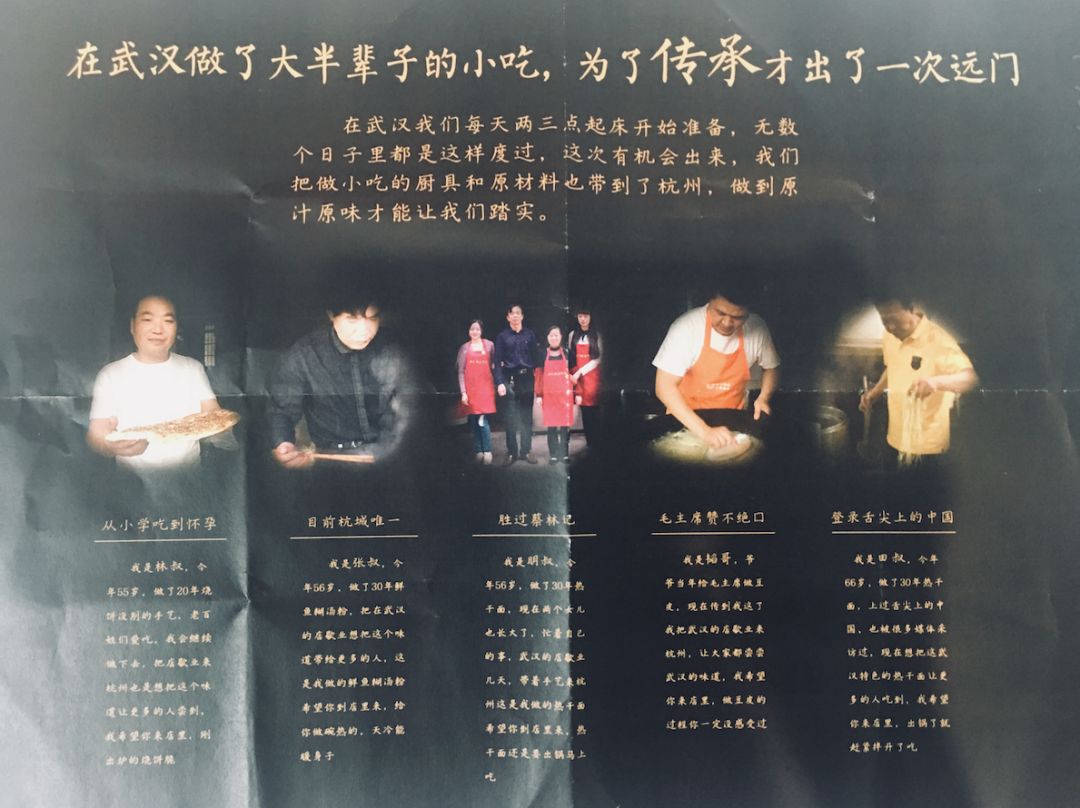 在武汉做了大半辈子的小吃，为了传承才出了一次远门
在武汉我们每天两三点起床开始准备，无数
个日子里都是这样度过，这次有机会出来，我们
把做小吃的厨具和原材料也带到了杭州，做到原
汁原味才能让我们踏实。
从小学吃到怀孕
我是林叔，今
年55岁，做了20年烧
饼没别的手艺，老百
姓们爱吃，我会继续
做下去，把店歇业来
杭州也是想把这个味
道让更多的人尝到，
我希望你来店里，刚
出炉的烧饼脆
目前杭城唯一
我是张叔，今
年56岁，做了30年鲜
鱼糊汤粉，把在武汉
的店歇业想把这个味
道带给更多的人，这
是我做的鲜鱼糊汤粉
希望你到店里来，给
你做碗热的，天冷能
暖身子
胜过蔡林记
我是明叔，今
年56岁，做了30年热
干面，现在两个女儿
也长大了，忙着自己
的事，武汉的店歇业
几天，带着手艺来杭
州这是我做的热干面
希望你到店里来，热
干面还是要出锅马上
吃
毛主席赞不绝口
我是韬哥，爷
爷当年给毛主席做豆
皮，现在传到我这了
我把武汉的店歇业来
杭州，让大家都尝尝
武汉的味道，我希望
你来店里，做豆皮的
过程你一定没感受过
登录舌尖上的中国
我是田叔，今年
66岁，做了30年热干
面，上过舌尖上的中
国，也被很多媒体采
访过，现在想把这武
汉特色的热干面让更
多的人吃到，我希望
你来店里，出锅了就
赶紧拌开了吃